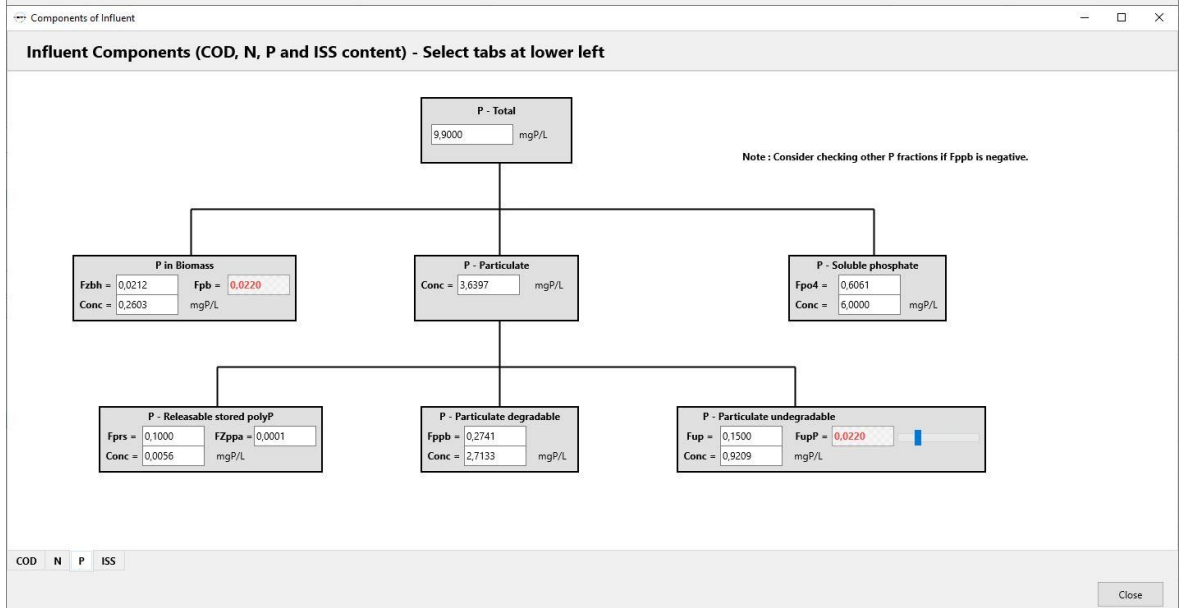 Components of Influent
Influent Components (COD, N, P and ISS content) - Select tabs at lower left
P - Total
9,9000 mgP/L
Note : Consider checking other P fractions if Fppb is negative.
P in Biomass
Fzbh = 0,0212 Fpb = 0,0220
Conc = 0,2603 mgP/L
P - Particulate
Conc = 3,6397 mgP/L
P - Soluble phosphate
Fpo4 = 0,6061
Conc = 6,0000 mgP/L
P - Releasable stored polyP
Fprs = 0,1000 FZppa = 0,0001
Conc = 0,0056 mgP/L
P - Particulate degradable
Fppb = 0,2741
Conc = 2,7133 mgP/L
P - Particulate undegradable
Fup = 0,1500 FupP = 0,0220
Conc = 0,9209 mgP/L
COD N P ISS
Close